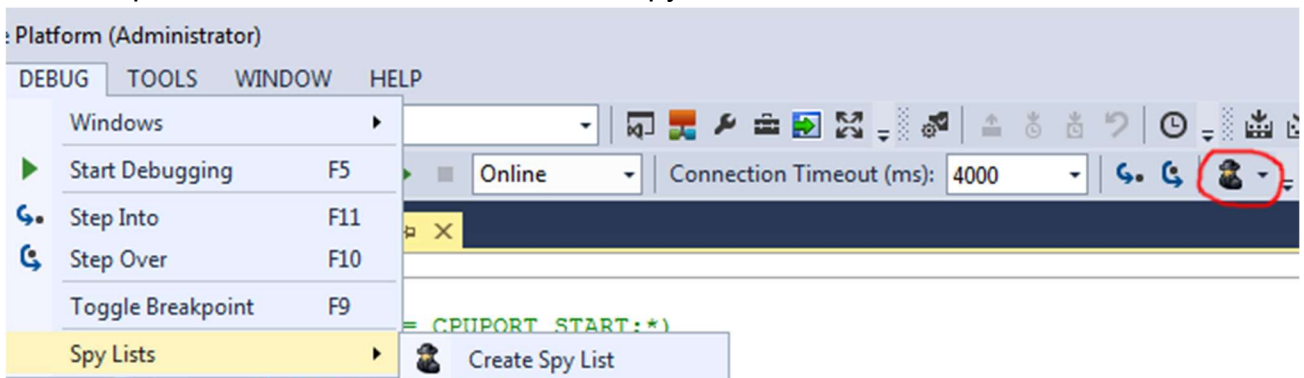 Platform (Administrator)
DEBUG TOOLS WINDOW HELP
Windows
Start Debugging F5
Online Connection Timeout (ms): 4000
Step Into F11
Step Over F10
Toggle Breakpoint F9
= CPUPORT_START;*)
Spy Lists
Create Spy List